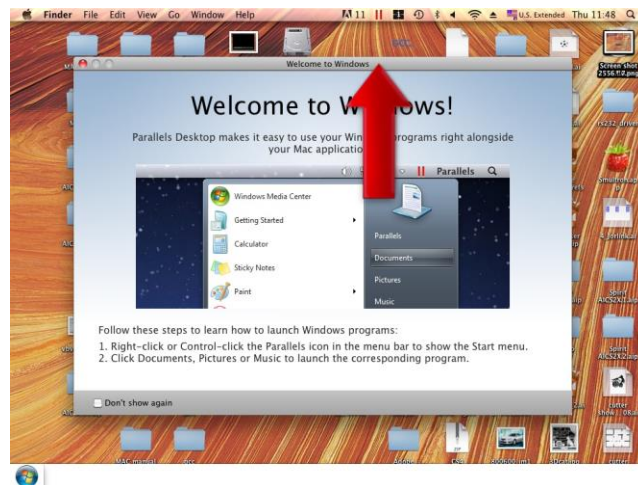 Finder File Edit View Go Window Help 11 U.S. Extended Thu 11:48
Welcome to Windows
Screen shot
Welcome to W ows!
Parallels Desktop makes it easy to use your Win programs right alongside
your Mac applicatio
Parallels
Windows Media Center
Getting Started
Calculator
Sticky Notes
Paint
Parallels
Documents
Pictures
Music
Follow these steps to learn how to launch Windows programs:
1. Right-click or Control-click the Parallels icon in the menu bar to show the Start menu.
2. Click Documents, Pictures or Music to launch the corresponding program.
Don't show again